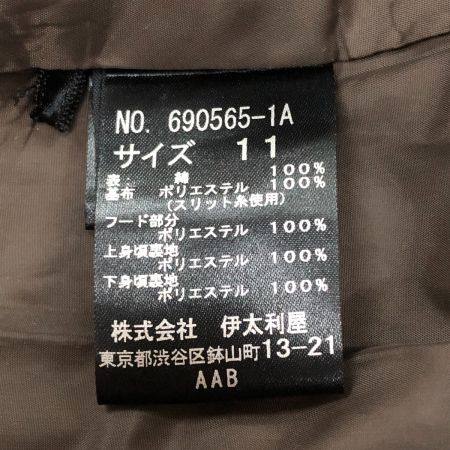 NO. 690565-1A
サイズ 11
表: 綿 100%
基布 ポリエステル 100%
(スリット糸使用)
フード部分
ポリエステル 100%
上身頃裏地
ポリエステル 100%
下身頃裏地
ポリエステル 100%
株式会社 伊太利屋
東京都渋谷区鉢山町13-21
AAB